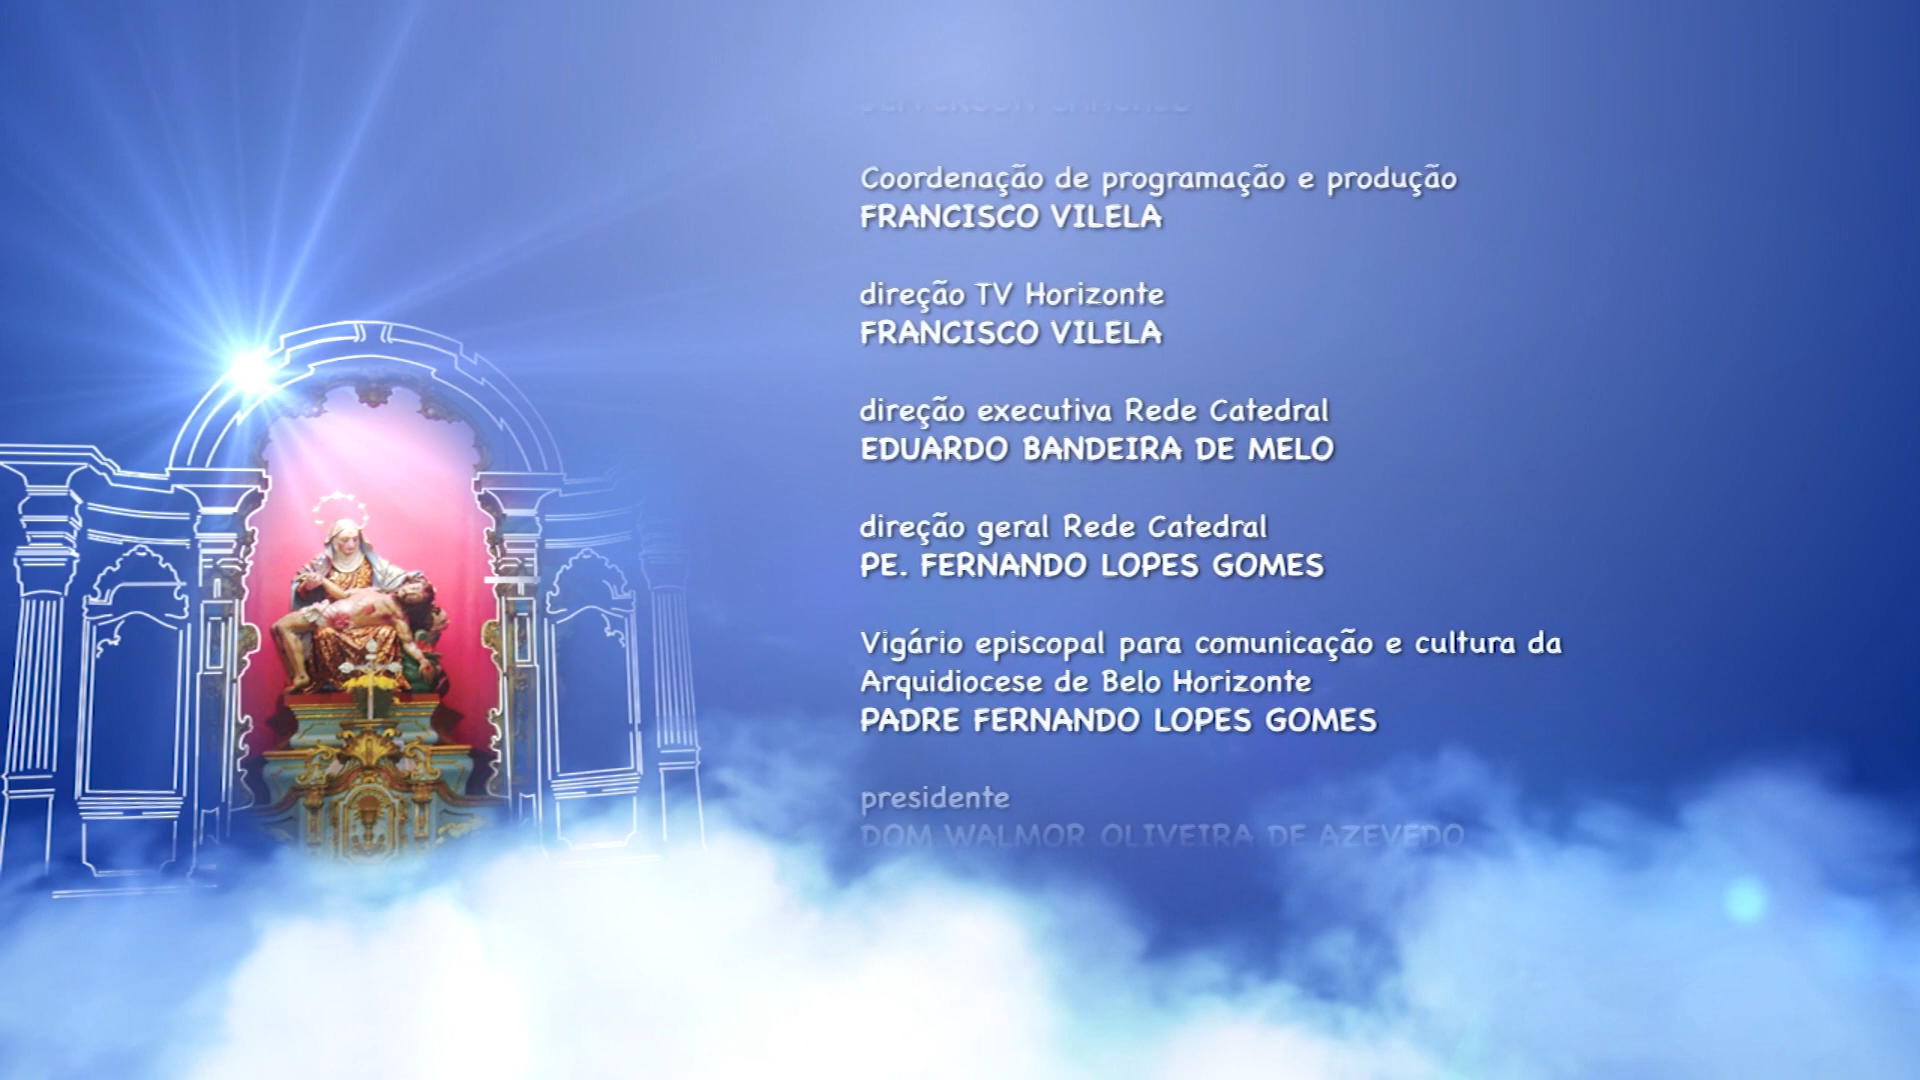 Coordenação de programação e produção
FRANCISCO VILELA
direção TV Horizonte
FRANCISCO VILELA
direção executiva Rede Catedral
EDUARDO BANDEIRA DE MELO
direção geral Rede Catedral
PE. FERNANDO LOPES GOMES
Vigário episcopal para comunicação e cultura da
Arquidiocese de Belo Horizonte
PADRE FERNANDO LOPES GOMES
presidente
DOM WALMOR OLIVEIRA DE AZEVEDO